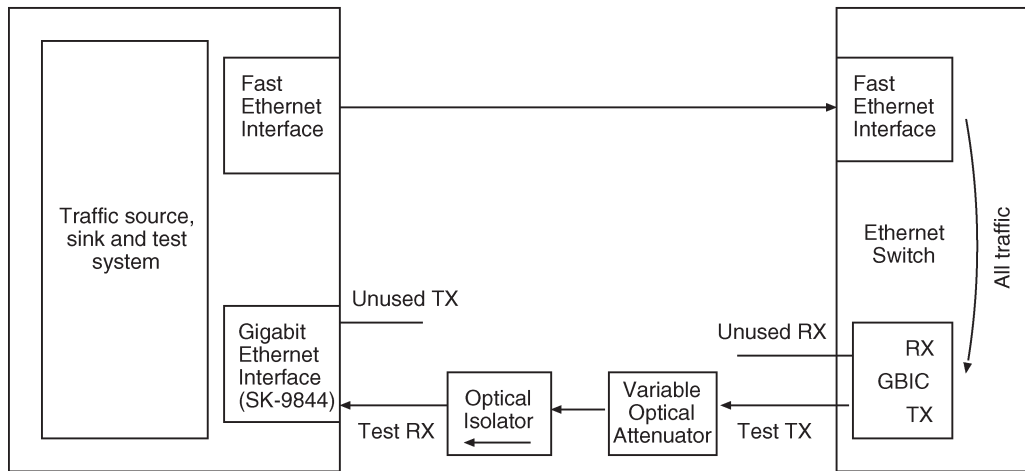 Traffic source,
sink and test
system
Fast
Ethernet
Interface
Gigabit
Ethernet
Interface
(SK-9844)
Unused TX
Test RX
Optical
Isolator
Variable
Optical
Attenuator
Unused RX
Test TX
Fast
Ethernet
Interface
Ethernet
Switch
All traffic
RX
GBIC
TX